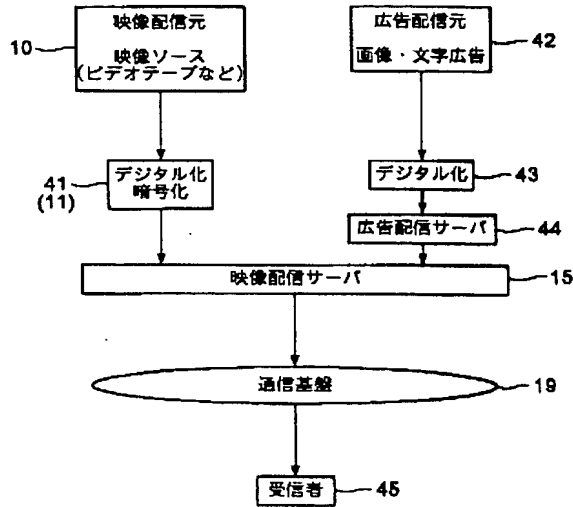 10
映像配信元
映像ソース
(ビデオテープなど)
広告配信元
画像・文字広告
42
41
(11)
デジタル化
暗号化
デジタル化
43
広告配信サーバ
44
映像配信サーバ
15
通信基盤
19
受信者
45